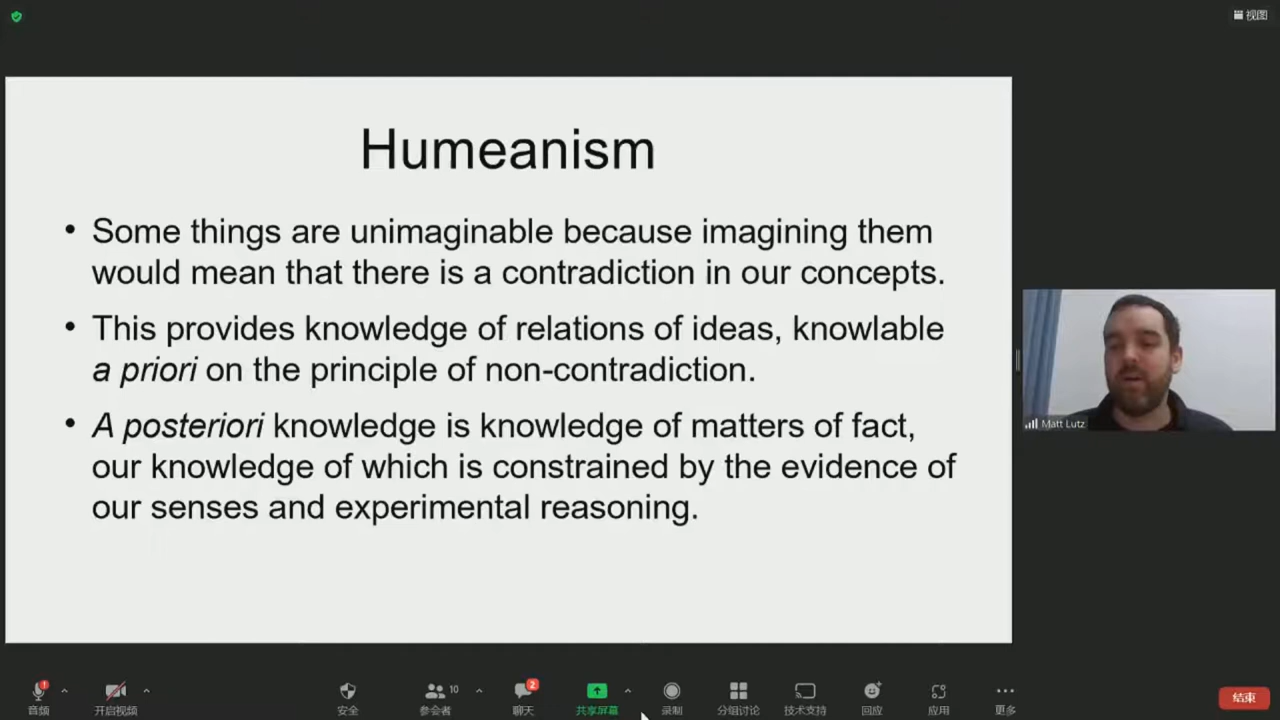 视图
Humeanism
• Some things are unimaginable because imagining them
would mean that there is a contradiction in our concepts.
• This provides knowledge of relations of ideas, knowlable
a priori on the principle of non-contradiction.
• A posteriori knowledge is knowledge of matters of fact,
our knowledge of which is constrained by the evidence of
our senses and experimental reasoning.
Matt Lutz
10
2
音频
开启视频
安全
参会者
聊天
共享屏幕
录制
分组讨论
技术支持
回应
应用
更多
结束